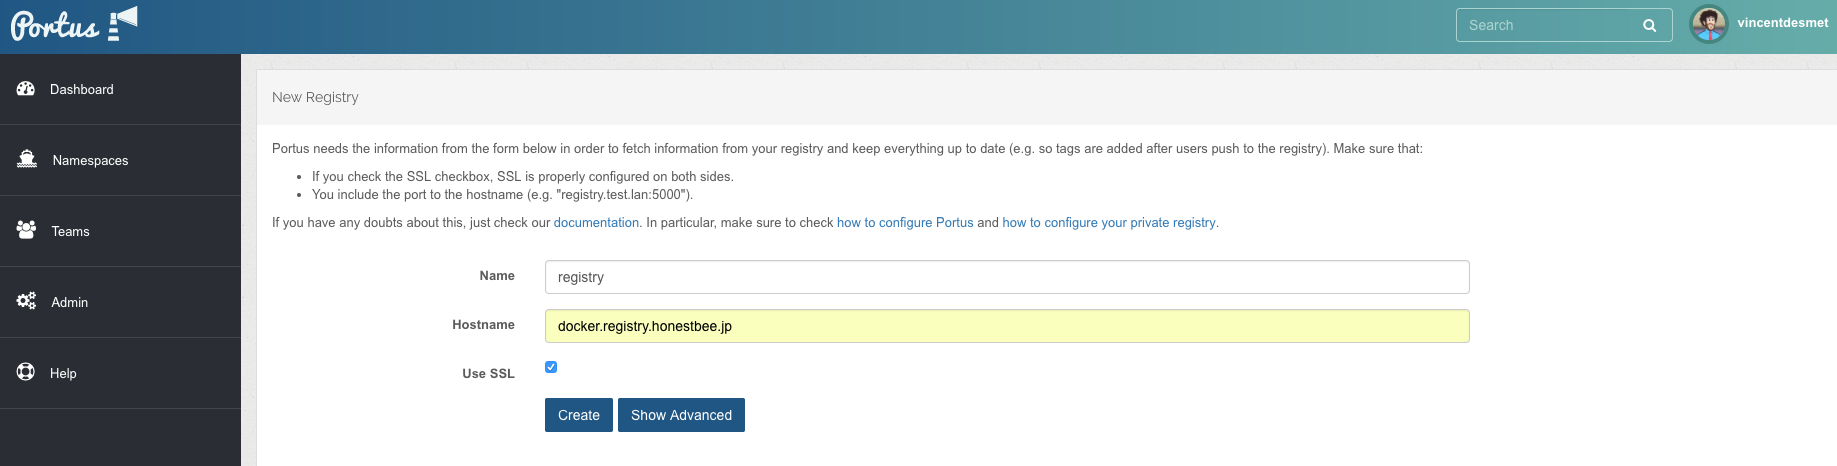 Portus
Search
vincentdesmet
Dashboard
Namespaces
Teams
Admin
Help
New Registry
Portus needs the information from the form below in order to fetch information from your registry and keep everything up to date (e.g. so tags are added after users push to the registry). Make sure that:
• If you check the SSL checkbox, SSL is properly configured on both sides.
• You include the port to the hostname (e.g. "registry.test.lan:5000").
If you have any doubts about this, just check our documentation. In particular, make sure to check how to configure Portus and how to configure your private registry.
Name registry
Hostname docker.registry.honestbee.jp
Use SSL
Create Show Advanced